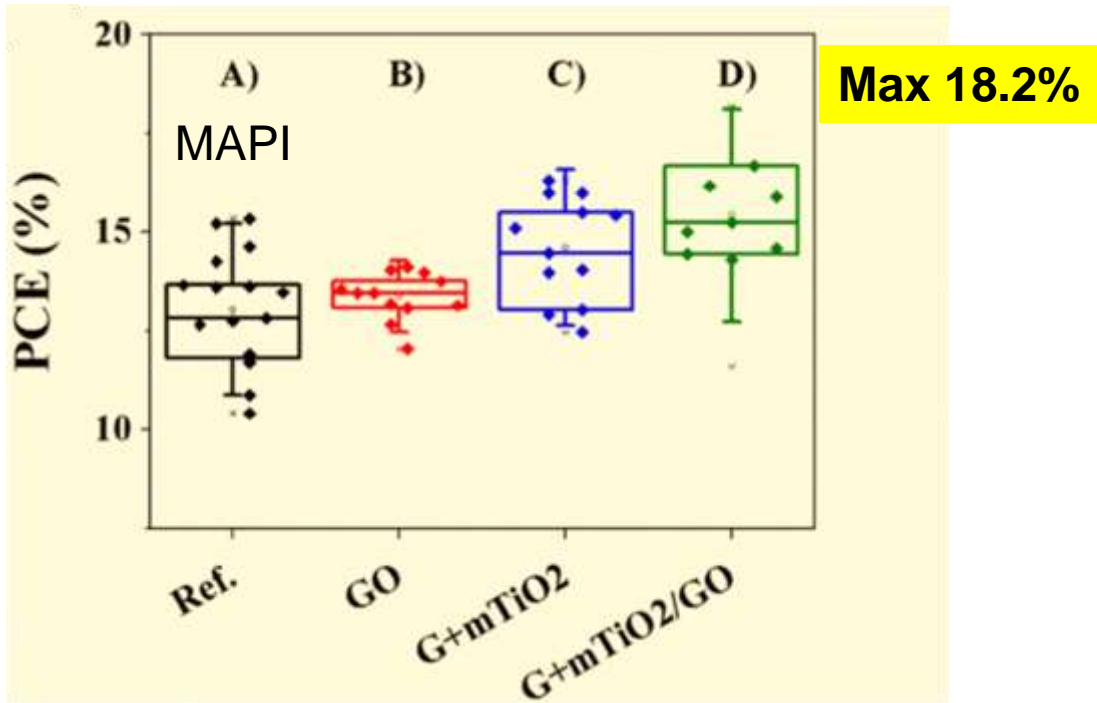 20
A)
B)
C)
D)
Max 18.2%
MAPI
15
PCE (%)
10
Ref.
GO
G+mTiO2
G+mTiO2/GO